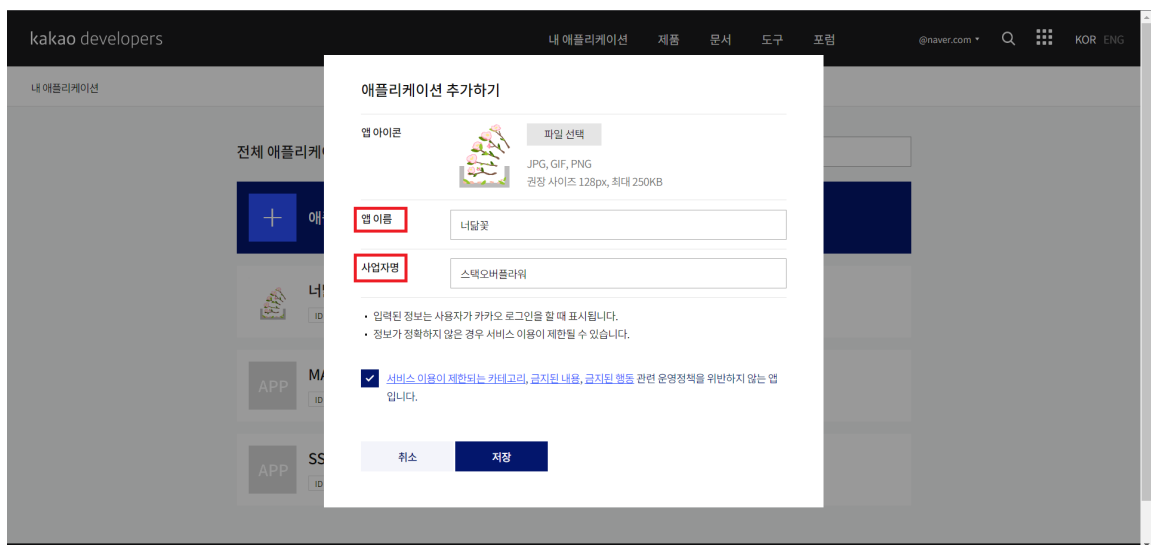 kakao developers
내 애플리케이션 제품 문서 도구 포럼 @naver.com KOR ENG
내 애플리케이션
애플리케이션 추가하기
앱 아이콘
파일 선택
JPG, GIF, PNG
권장 사이즈 128px, 최대 250KB
전체 애플리케
앱 이름
너닮꽃
사업자명
스택오버플라워
ID
• 입력된 정보는 사용자가 카카오 로그인을 할 때 표시됩니다.
• 정보가 정확하지 않은 경우 서비스 이용이 제한될 수 있습니다.
APP MA
ID
서비스 이용이 제한되는 카테고리, 금지된 내용, 금지된 행동 관련 운영정책을 위반하지 않는 앱
입니다.
취소 저장
APP SS
ID